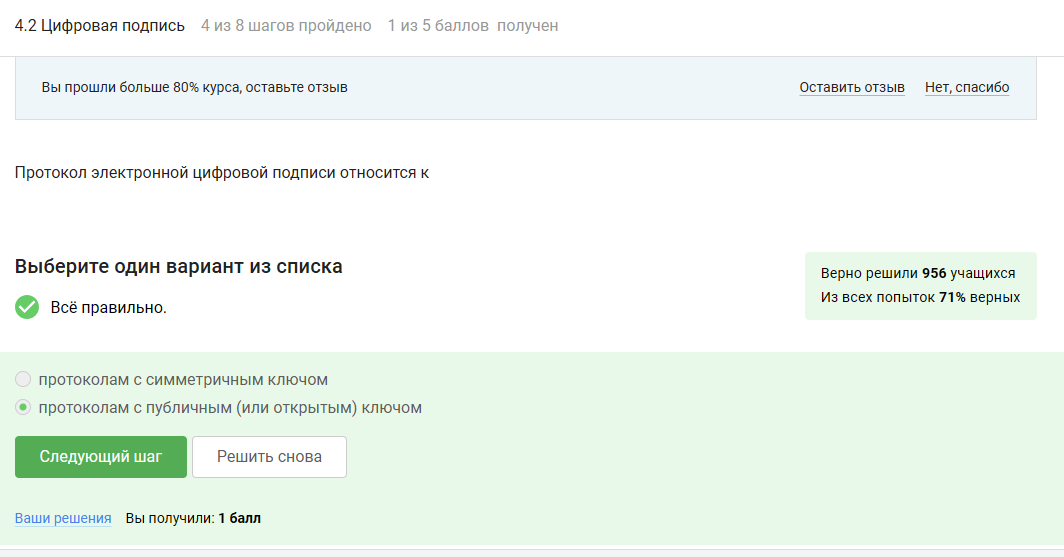 4.2 Цифровая подпись 4 из 8 шагов пройдено 1 из 5 баллов получен
Вы прошли больше 80% курса, оставьте отзыв Оставить отзыв Нет, спасибо
Протокол электронной цифровой подписи относится к
Выберите один вариант из списка
Всё правильно.
Верно решили 956 учащихся
Из всех попыток 71% верных
протоколам с симметричным ключом
протоколам с публичным (или открытым) ключом
Следующий шаг Решить снова
Ваши решения Вы получили: 1 балл